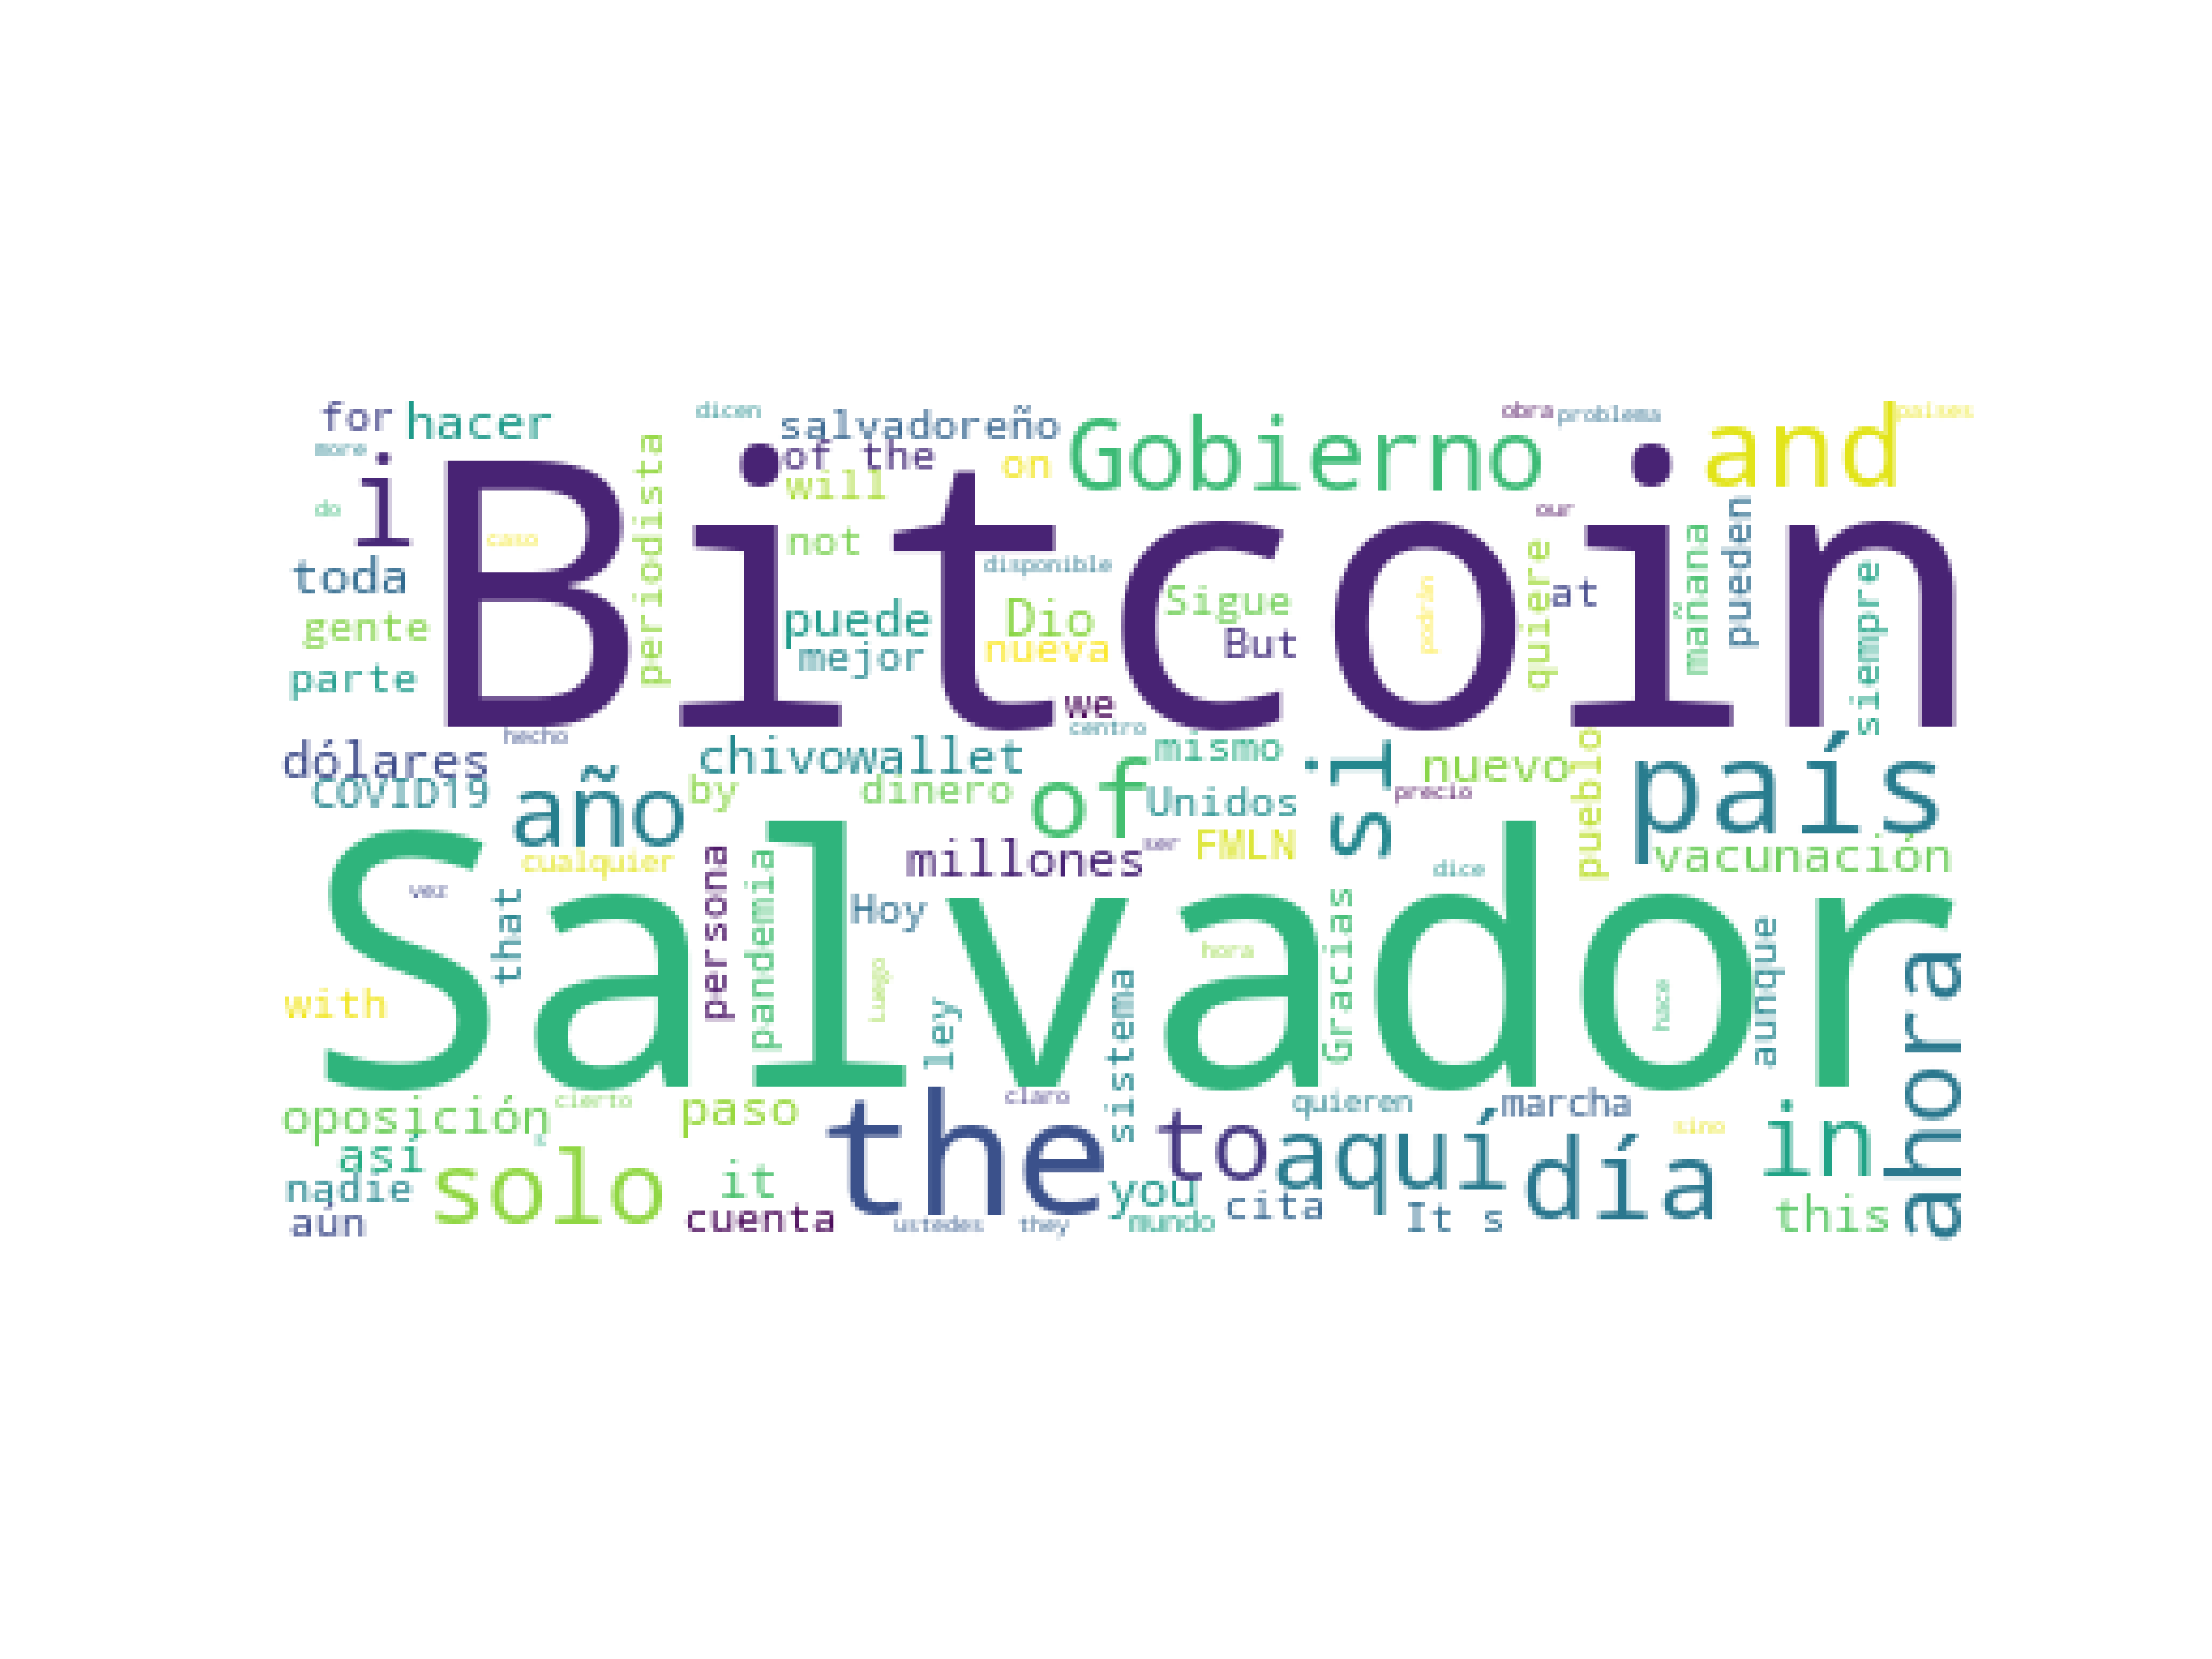 for hacer dicen salvadoreño Gobierno obra problema and países
more i of the on
will
do Bitcoin our
caso periodista not pueden
toda disponible quiere at mañana siempre
gente puede Dio Sigue podrán
parte mejor nueva But
we
hecho centro
dólares chivowallet mismo si nuevo pueblo país
COVID19 año by dinero of Unidos precio
cualquier millones ser FMLN vacunación
vez dice
that persona pandemia Hoy Gracias aunque
Salvador
hora
with Luego ley sistema hace ahora
oposición cierto paso claro quieren marcha sino in
así the to aquí día
nadie solo it you cita It s this
aún cuenta ustedes they mundo